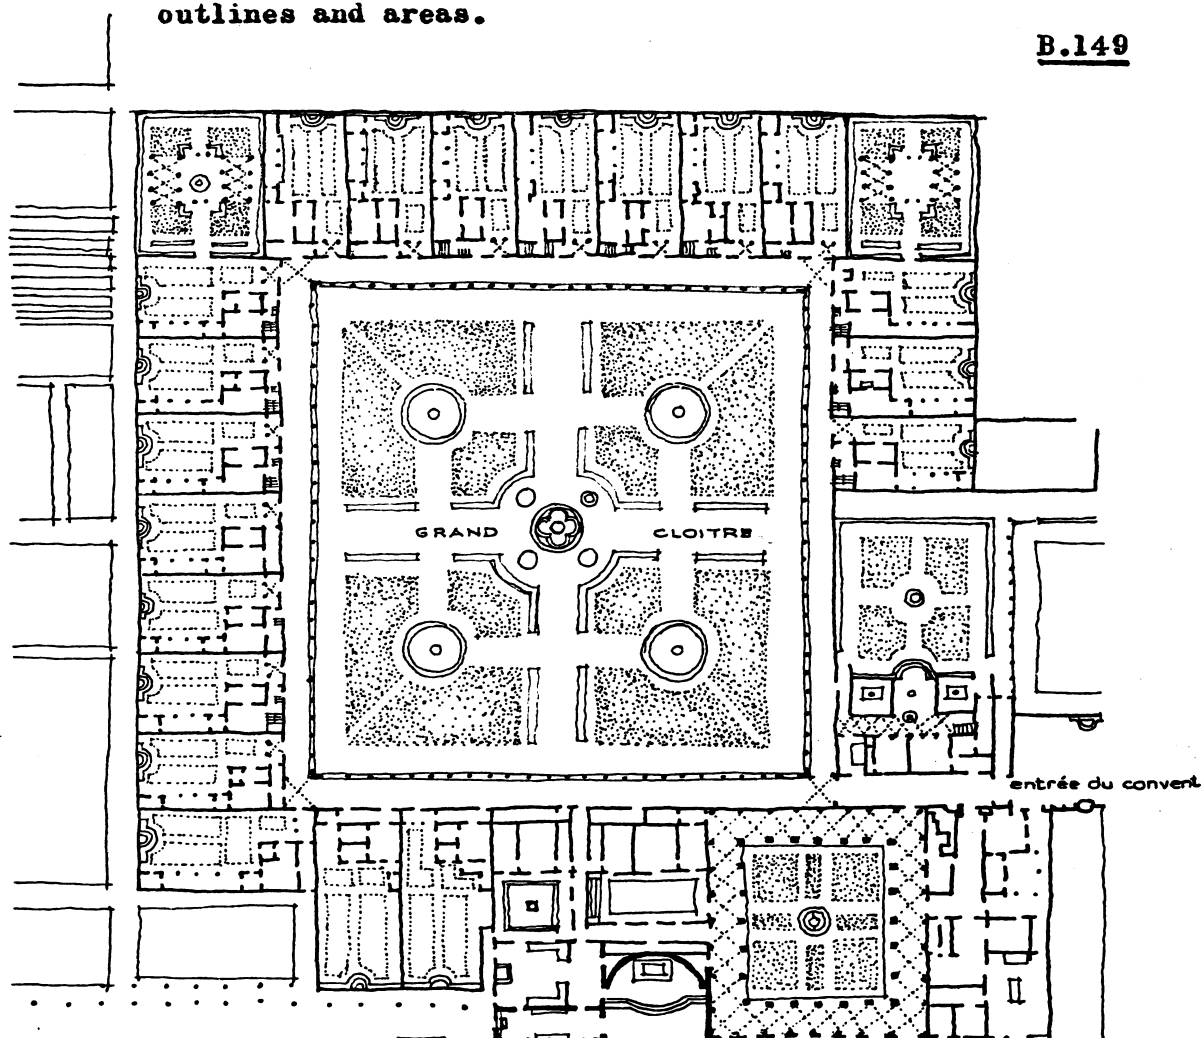 outlines and areas.
B.149
GRAND CLOITRE
entrée du convent